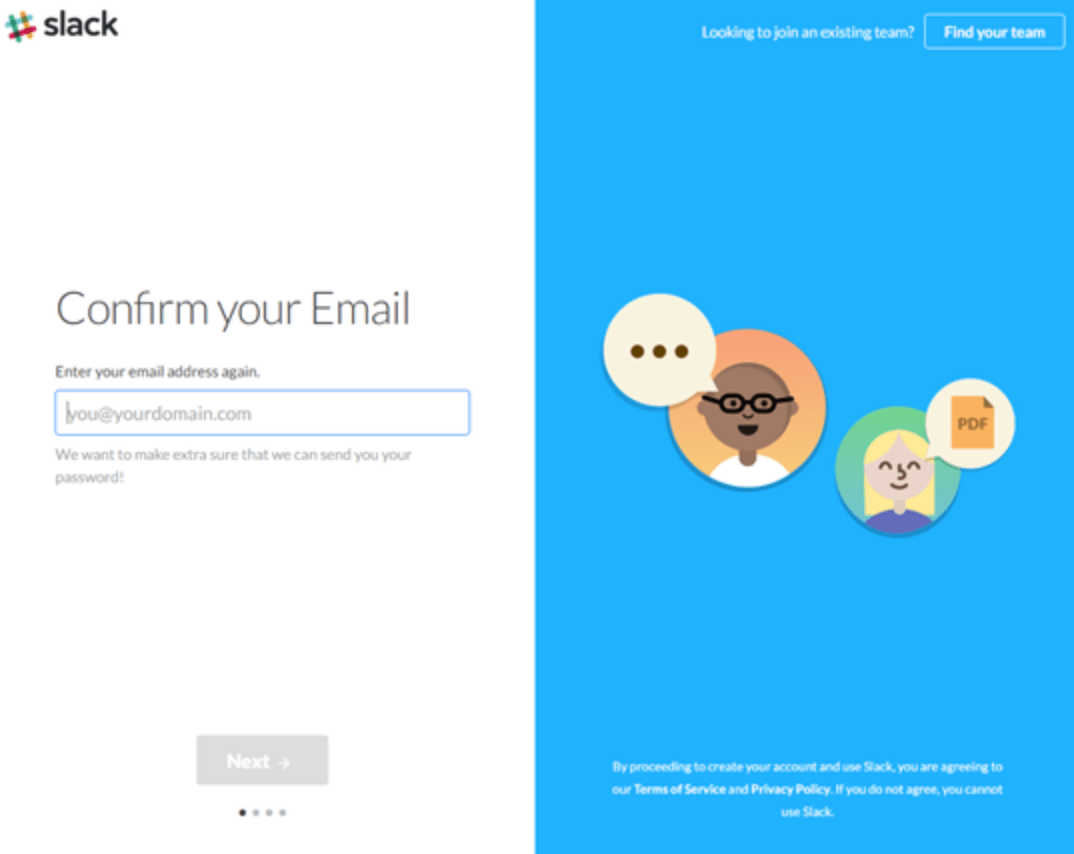 slack
Looking to join an existing team? Find your team
Confirm your Email
Enter your email address again.
you@yourdomain.com
We want to make extra sure that we can send you your
password!
PDF
Next →
By proceeding to create your account and use Slack, you are agreeing to
our Terms of Service and Privacy Policy. If you do not agree, you cannot
use Slack.